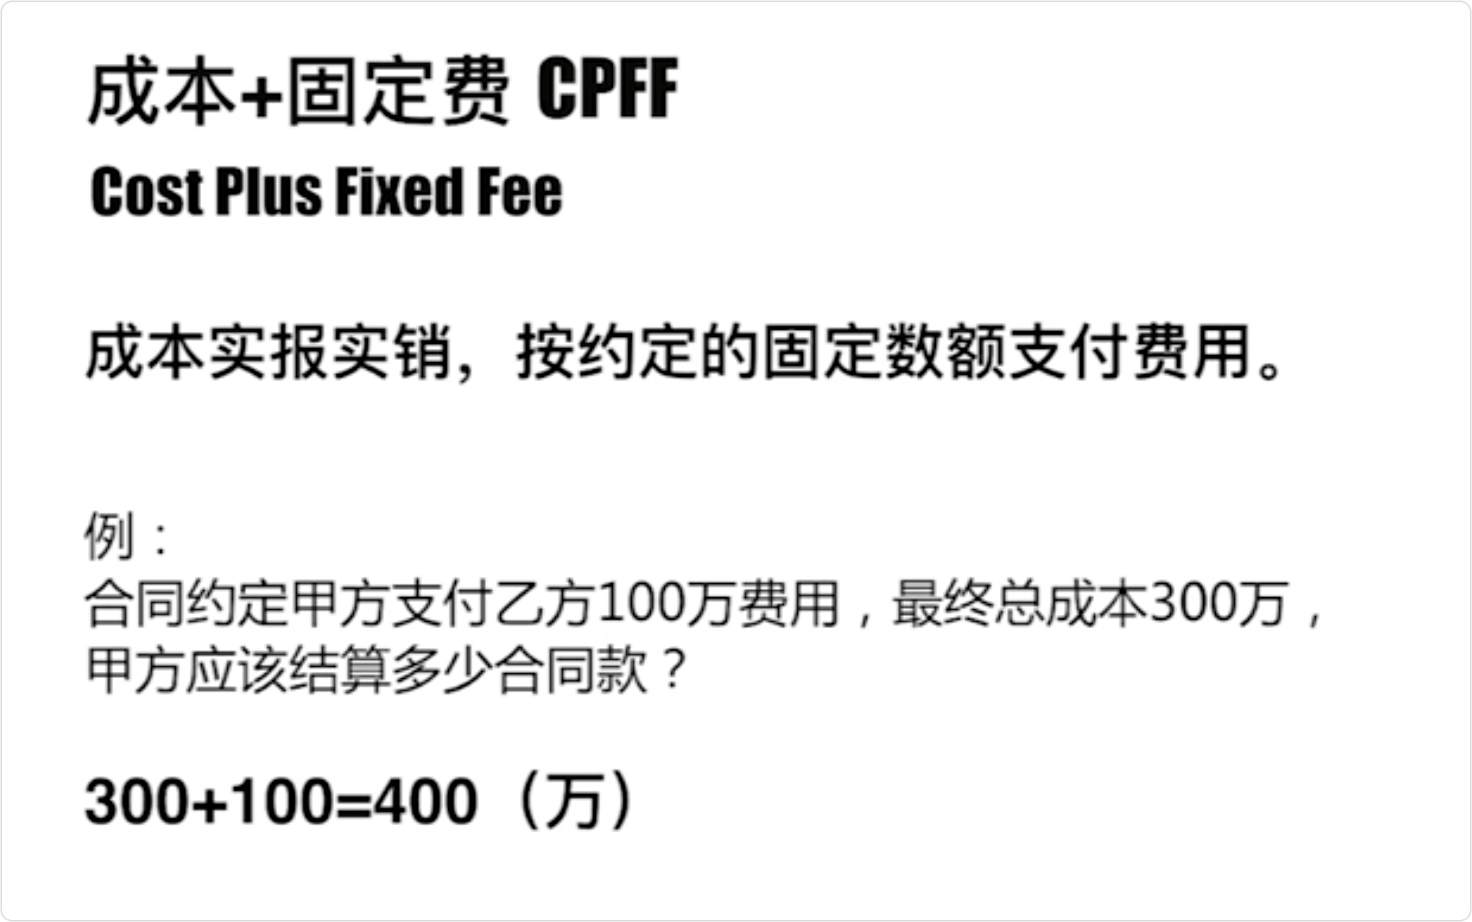 成本+固定费 CPFF
Cost Plus Fixed Fee
成本实报实销，按约定的固定数额支付费用。
例：
合同约定甲方支付乙方100万费用，最终总成本300万，
甲方应该结算多少合同款？
300+100=400（万）